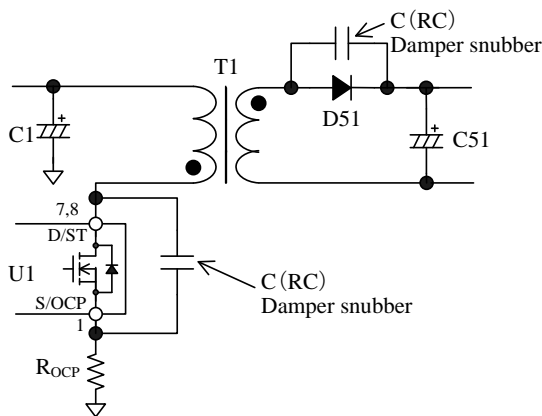 C（RC）
Damper snubber
T1
D51
C1
C51
7,8
D/ST
U1
C（RC）
Damper snubber
S/OCP
1
ROCP